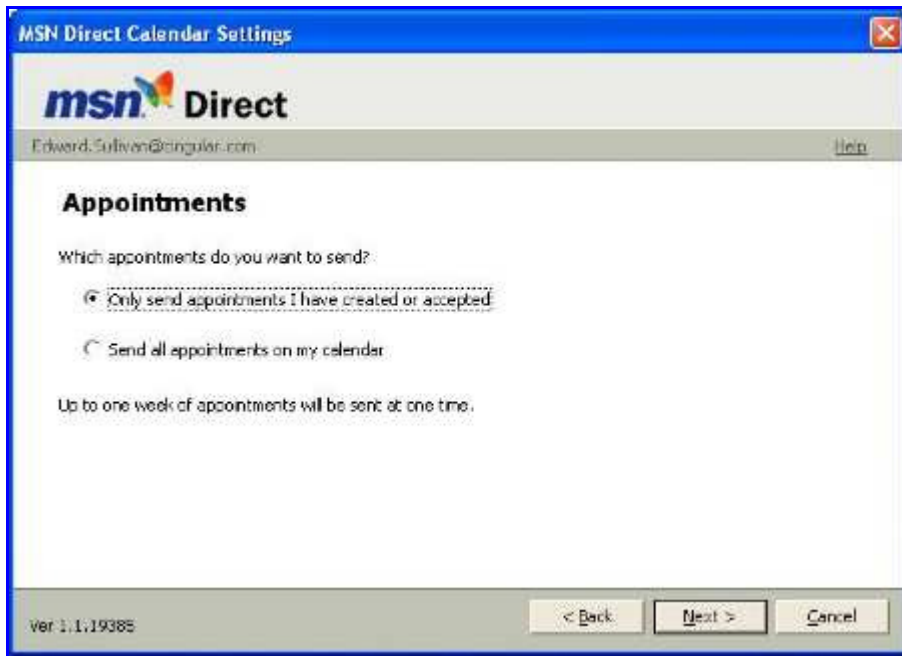 MSN Direct Calendar Settings
msn Direct
Edward.Sullivan@cingular.com
Help
Appointments
Which appointments do you want to send?
Only send appointments I have created or accepted
Send all appointments on my calendar
Up to one week of appointments will be sent at one time.
ver 1.1.19385
< Back
Next >
Cancel